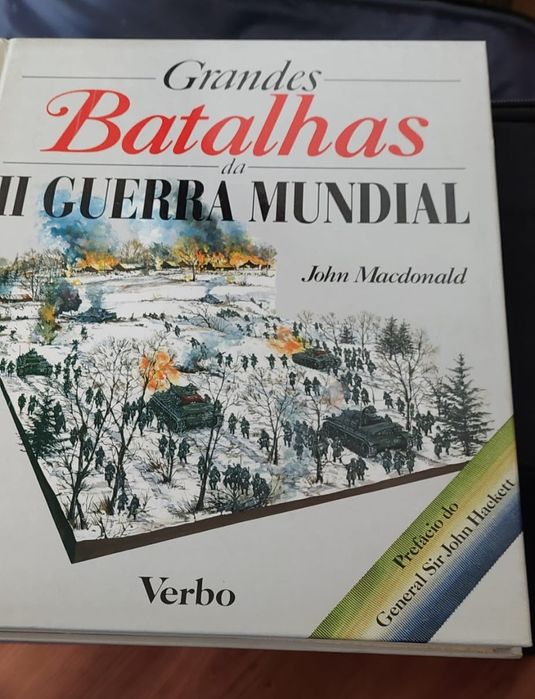 Grandes
Batalhas
da
II GUERRA MUNDIAL
John Macdonald
Prefácio do
General Sir John Hackett
Verbo